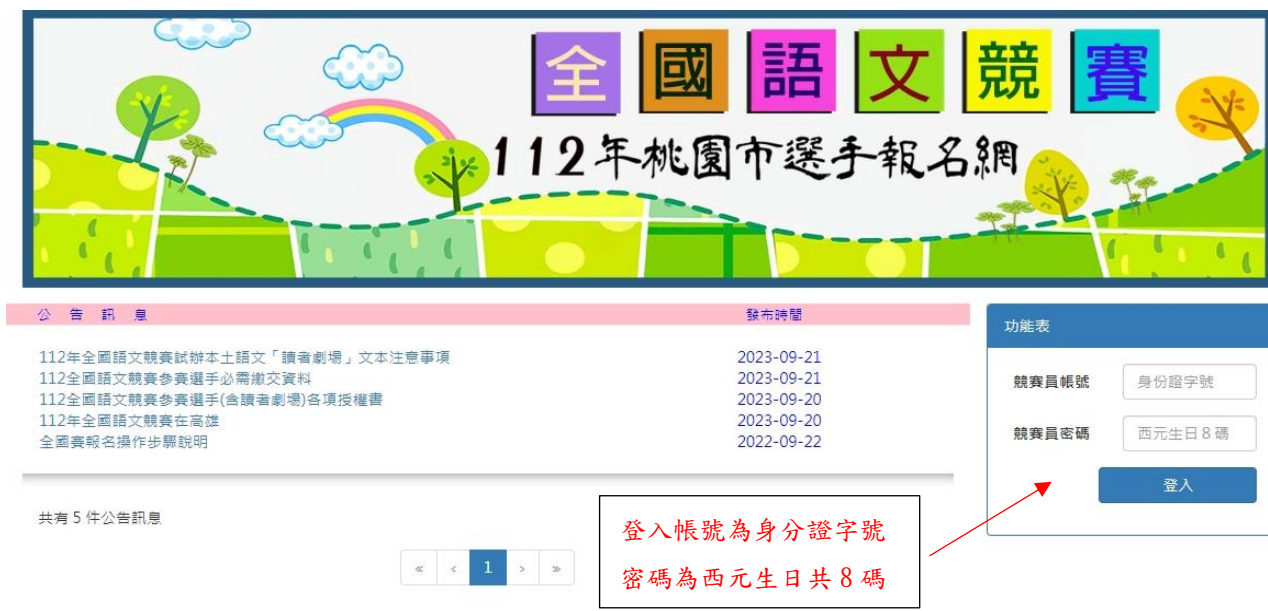 全國語文競賽
112年桃園市選手報名網
公告訊息 發布時間
112年全國語文競賽試辦本土語文「讀者劇場」文本注意事項 2023-09-21
112全國語文競賽參賽選手必需繳交資料 2023-09-21
112全國語文競賽參賽選手(含讀者劇場)各項授權書 2023-09-20
112年全國語文競賽在高雄 2023-09-20
全國賽報名操作步驟說明 2022-09-22
共有 5 件公告訊息
« ‹ 1 › »
功能表
競賽員帳號 身份證字號
競賽員密碼 西元生日８碼
登入
登入帳號為身分證字號
密碼為西元生日共８碼